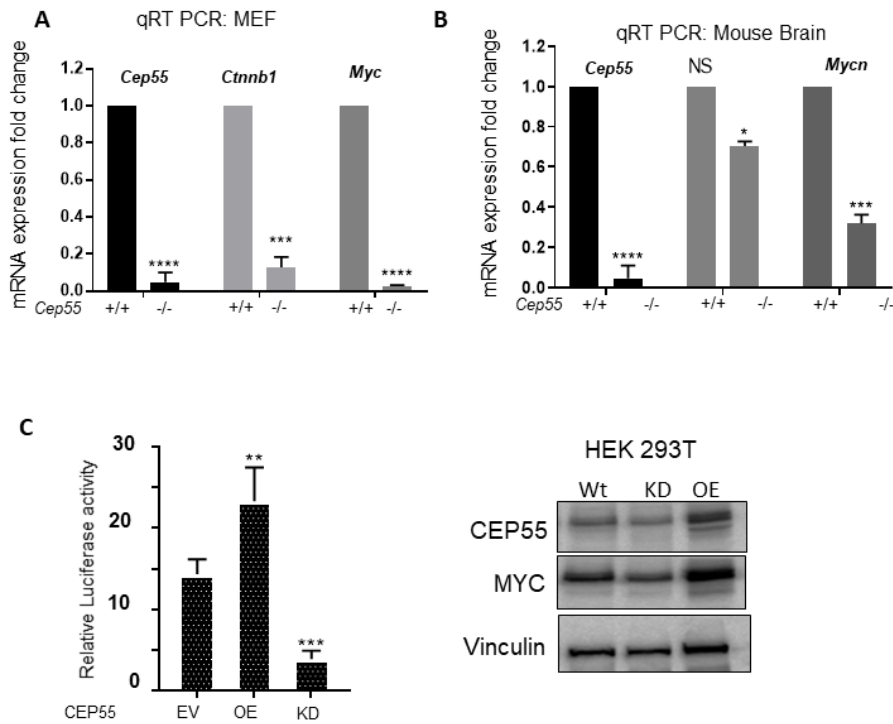 A
qRT PCR: MEF
mRNA expression fold change
1.2
1.0
0.8
0.6
0.4
0.2
0.0
Cep55
Ctnnb1
Myc
****
***
****
Cep55 +/+ -/- +/+ -/- +/+ -/-
B
qRT PCR: Mouse Brain
mRNA expression fold change
1.2
1.0
0.8
0.6
0.4
0.2
0.0
Cep55
NS
Mycn
****
*
***
+/+ -/- +/+ -/- +/+ -/-
C
Relative Luciferase activity
30
20
10
0
**
***
CEP55 EV OE KD
HEK 293T
Wt KD OE
CEP55
MYC
Vinculin